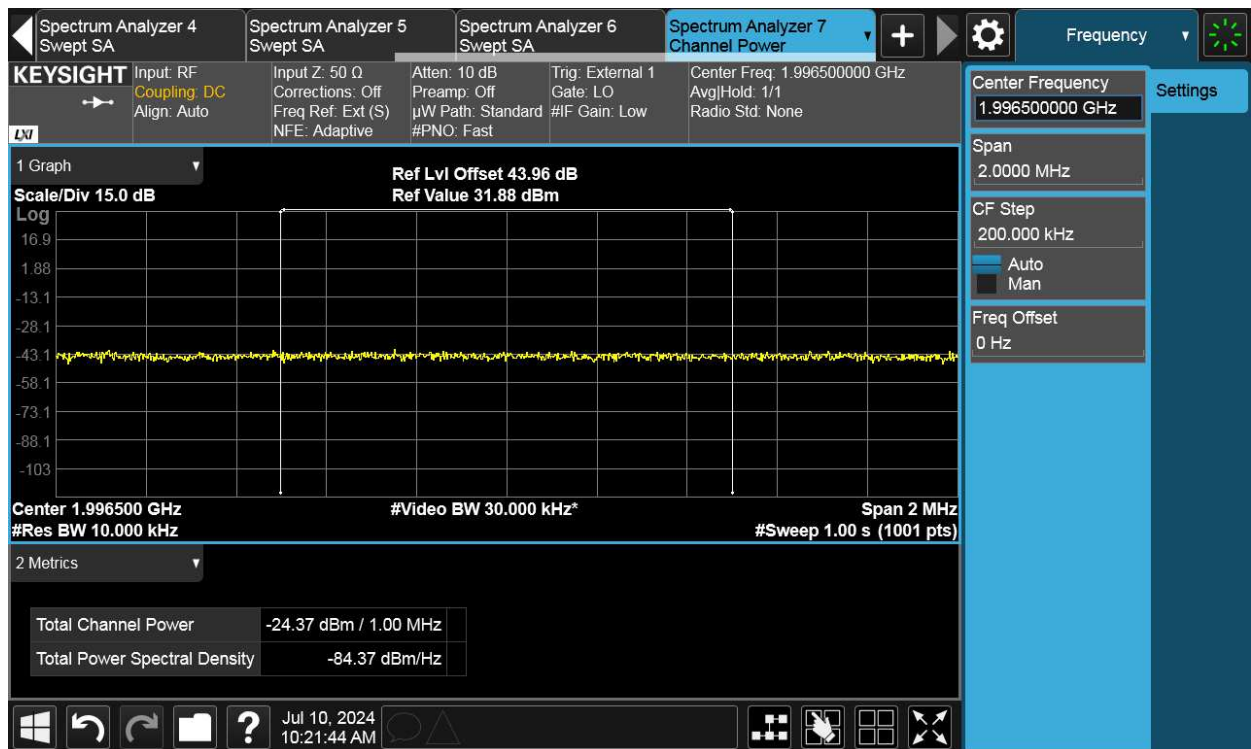 Spectrum Analyzer 4
Swept SA
Spectrum Analyzer 5
Swept SA
Spectrum Analyzer 6
Swept SA
Spectrum Analyzer 7
Channel Power
Frequency
KEYSIGHT
LXI
Input: RF
Coupling: DC
Align: Auto
Input Z: 50 Ω
Corrections: Off
Freq Ref: Ext (S)
NFE: Adaptive
Atten: 10 dB
Preamp: Off
µW Path: Standard
#PNO: Fast
Trig: External 1
Gate: LO
#IF Gain: Low
Center Freq: 1.996500000 GHz
Avg|Hold: 1/1
Radio Std: None
Center Frequency
1.996500000 GHz
Settings
Span
2.0000 MHz
CF Step
200.000 kHz
Auto
Man
Freq Offset
0 Hz
1 Graph
Scale/Div 15.0 dB
Ref Lvl Offset 43.96 dB
Ref Value 31.88 dBm
Log
16.9
1.88
-13.1
-28.1
-43.1
-58.1
-73.1
-88.1
-103
Center 1.996500 GHz
#Video BW 30.000 kHz*
Span 2 MHz
#Res BW 10.000 kHz
#Sweep 1.00 s (1001 pts)
2 Metrics
Total Channel Power -24.37 dBm / 1.00 MHz
Total Power Spectral Density -84.37 dBm/Hz
?
Jul 10, 2024
10:21:44 AM